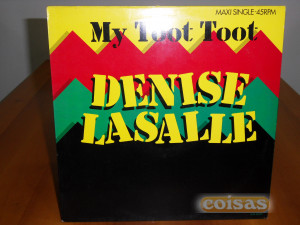 MAXI SINGLE·45RPM
My Toot Toot
DENISE
LASALLE
coisas